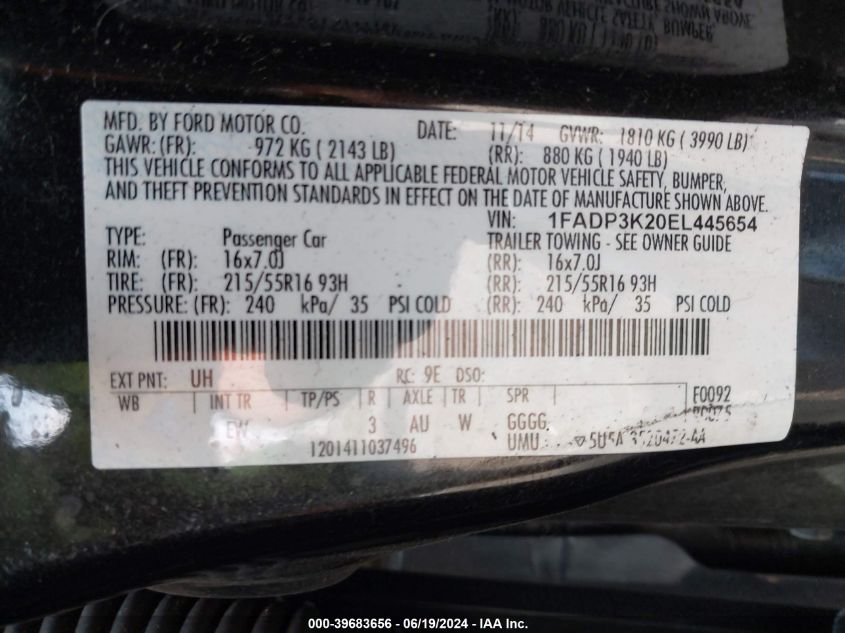 MFD. BY FORD MOTOR CO. DATE: 11/14 GVWR: 1810 KG ( 3990 LB)
GAWR: (FR): 972 KG ( 2143 LB) (RR): 880 KG ( 1940 LB)
THIS VEHICLE CONFORMS TO ALL APPLICABLE FEDERAL MOTOR VEHICLE SAFETY, BUMPER,
AND THEFT PREVENTION STANDARDS IN EFFECT ON THE DATE OF MANUFACTURE SHOWN ABOVE.
VIN: 1FADP3K20EL445654
TYPE: Passenger Car TRAILER TOWING - SEE OWNER GUIDE
RIM: (FR): 16x7.0J (RR): 16x7.0J
TIRE: (FR): 215/55R16 93H (RR): 215/55R16 93H
PRESSURE: (FR): 240 kPa/ 35 PSI COLD (RR): 240 kPa/ 35 PSI COLD
EXT PNT: UH RC: 9E DSO:
WB INT TR TP/PS R AXLE TR SPR F0092
EW 3 AU W GGGG
1201411037496 UMU
000-39683656 - 06/19/2024 - IAA Inc.